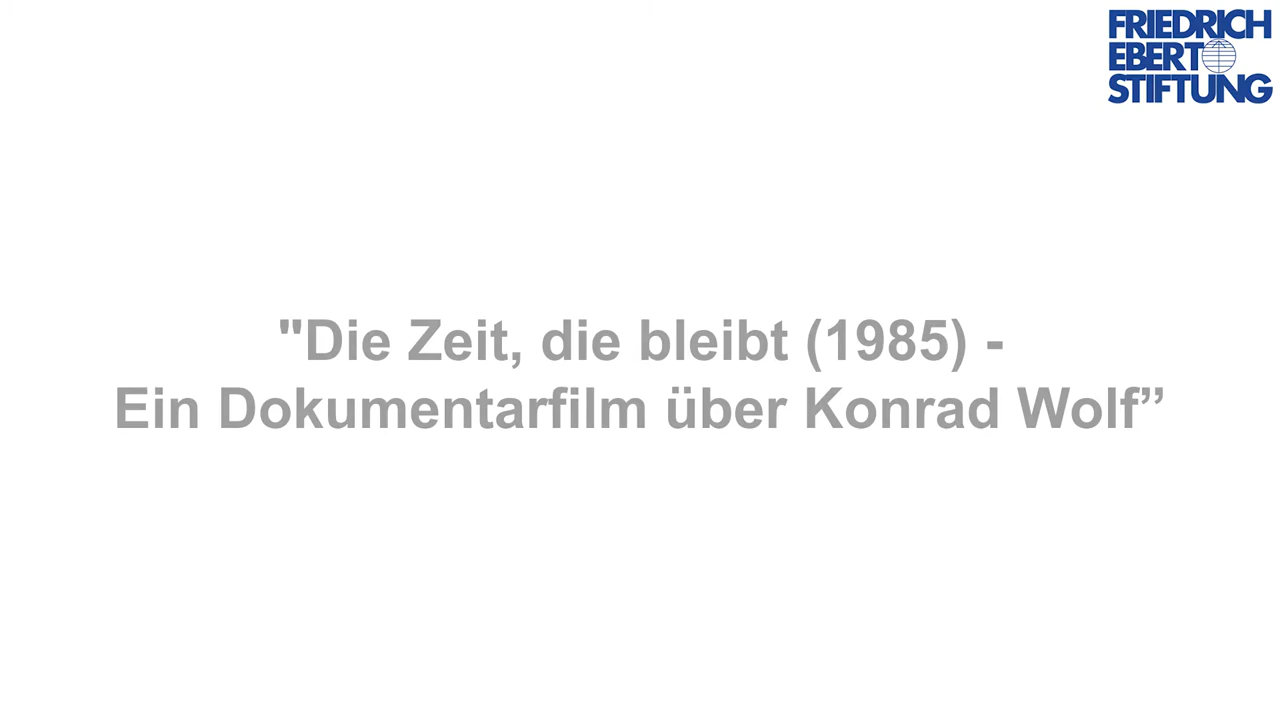 FRIEDRICH
EBERT
STIFTUNG
"Die Zeit, die bleibt (1985) -
Ein Dokumentarfilm über Konrad Wolf”